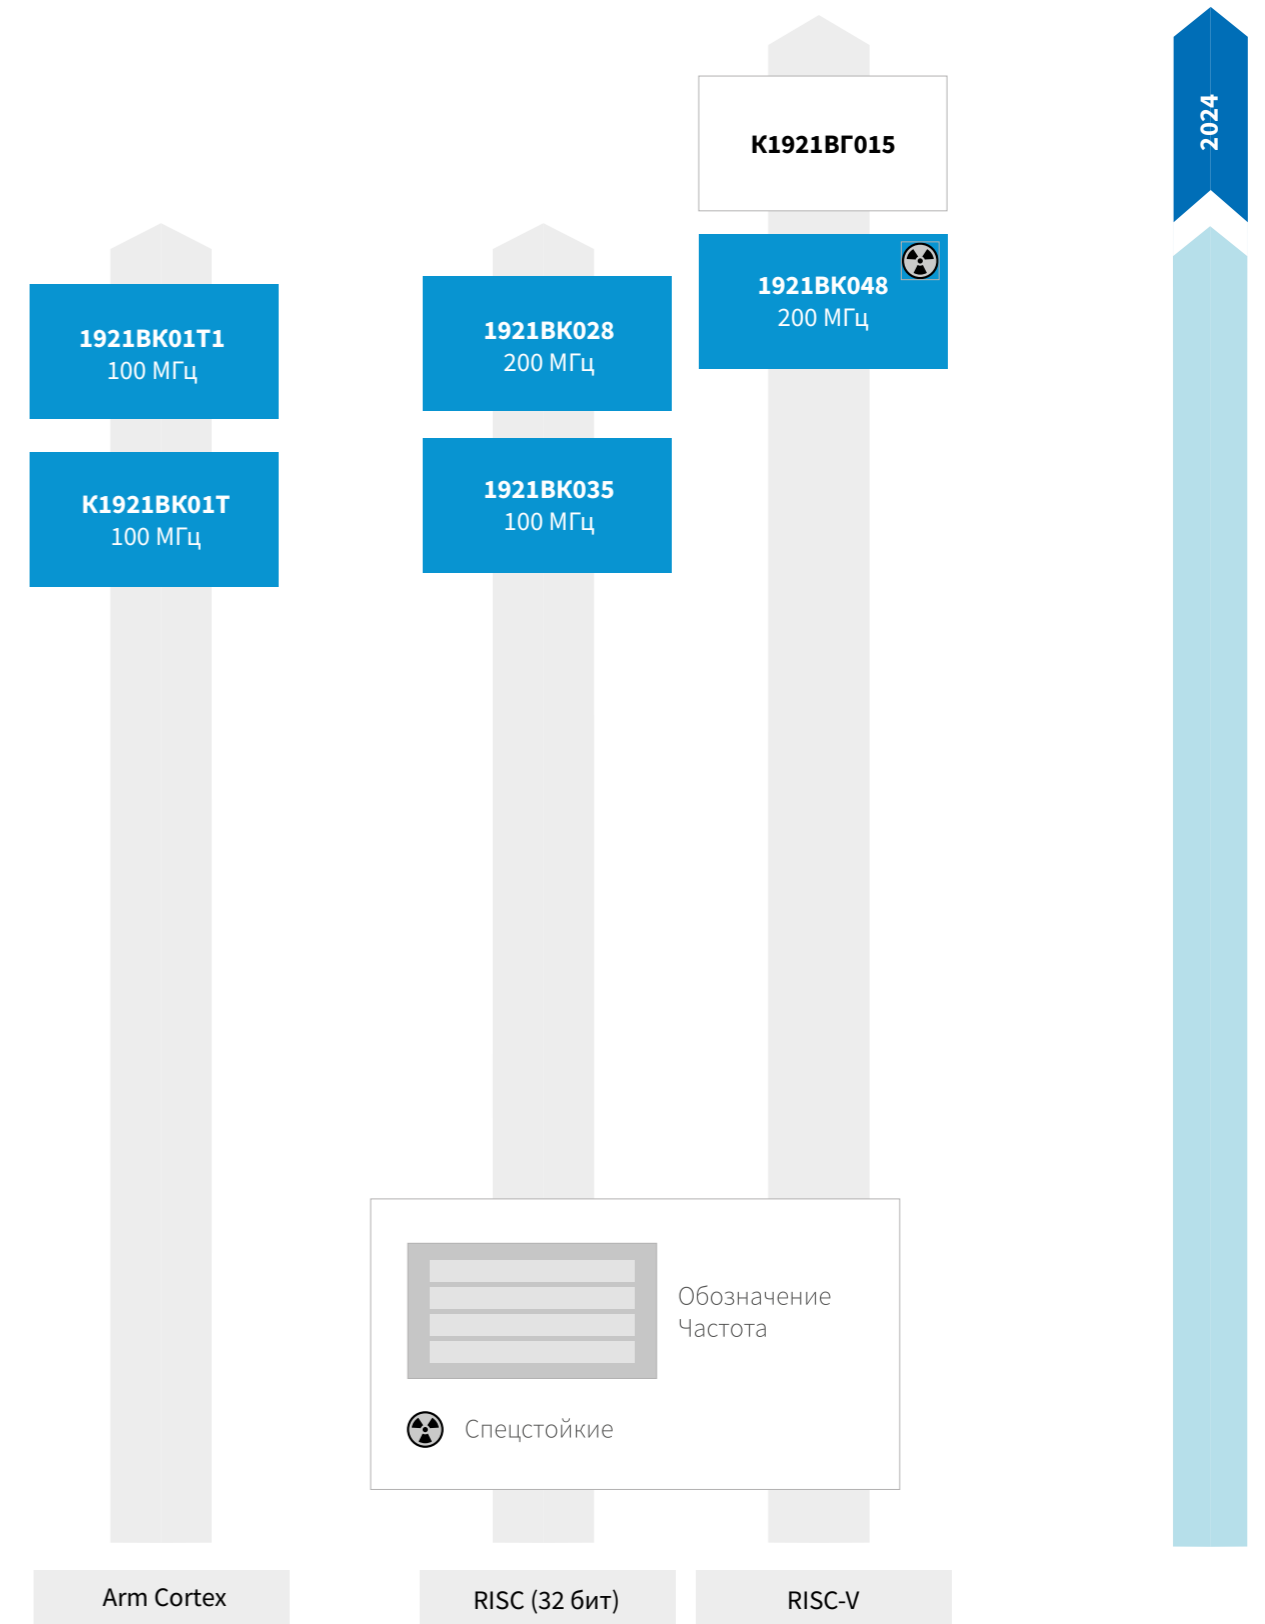 К1921ВГ015
2024
1921ВК048
200 МГц
1921ВК01Т1
100 МГц
1921ВК028
200 МГц
К1921ВК01Т
100 МГц
1921ВК035
100 МГц
Обозначение
Частота
Спецстойкие
Arm Cortex
RISC (32 бит)
RISC-V